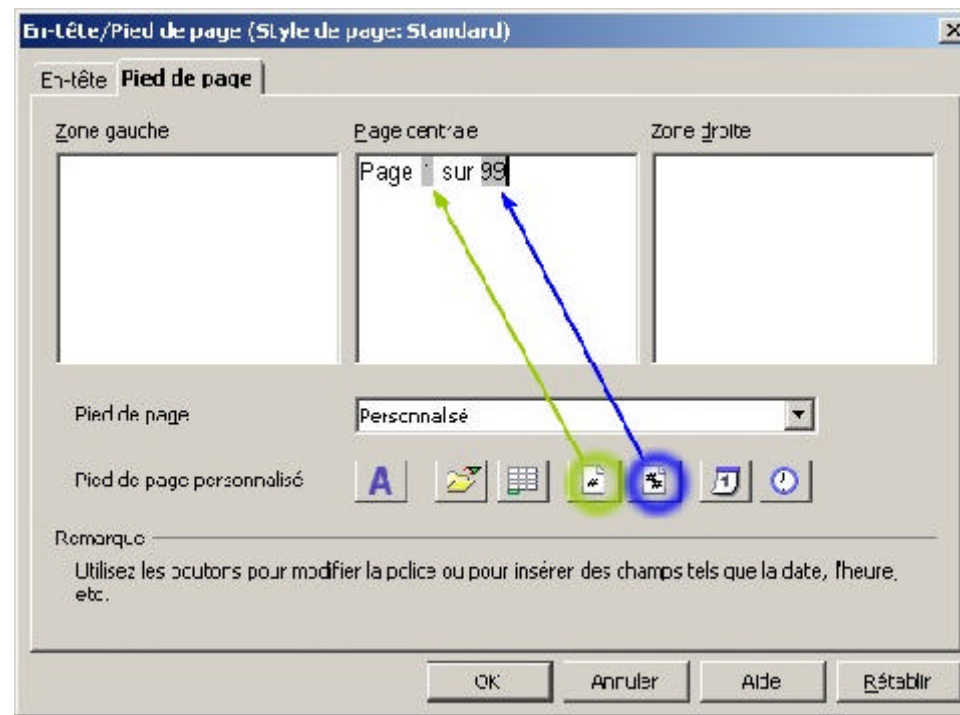 En-tête/Pied de page (Style de page: Standard)
En-tête Pied de page
Zone gauche Page centrale Zone droite
Page 1 sur 99
Pied de page Personnalisé
Pied de page personnalisé A
Remarque
Utilisez les boutons pour modifier la police ou pour insérer des champs tels que la date, l'heure,
etc.
OK Annuler Aide Rétablir